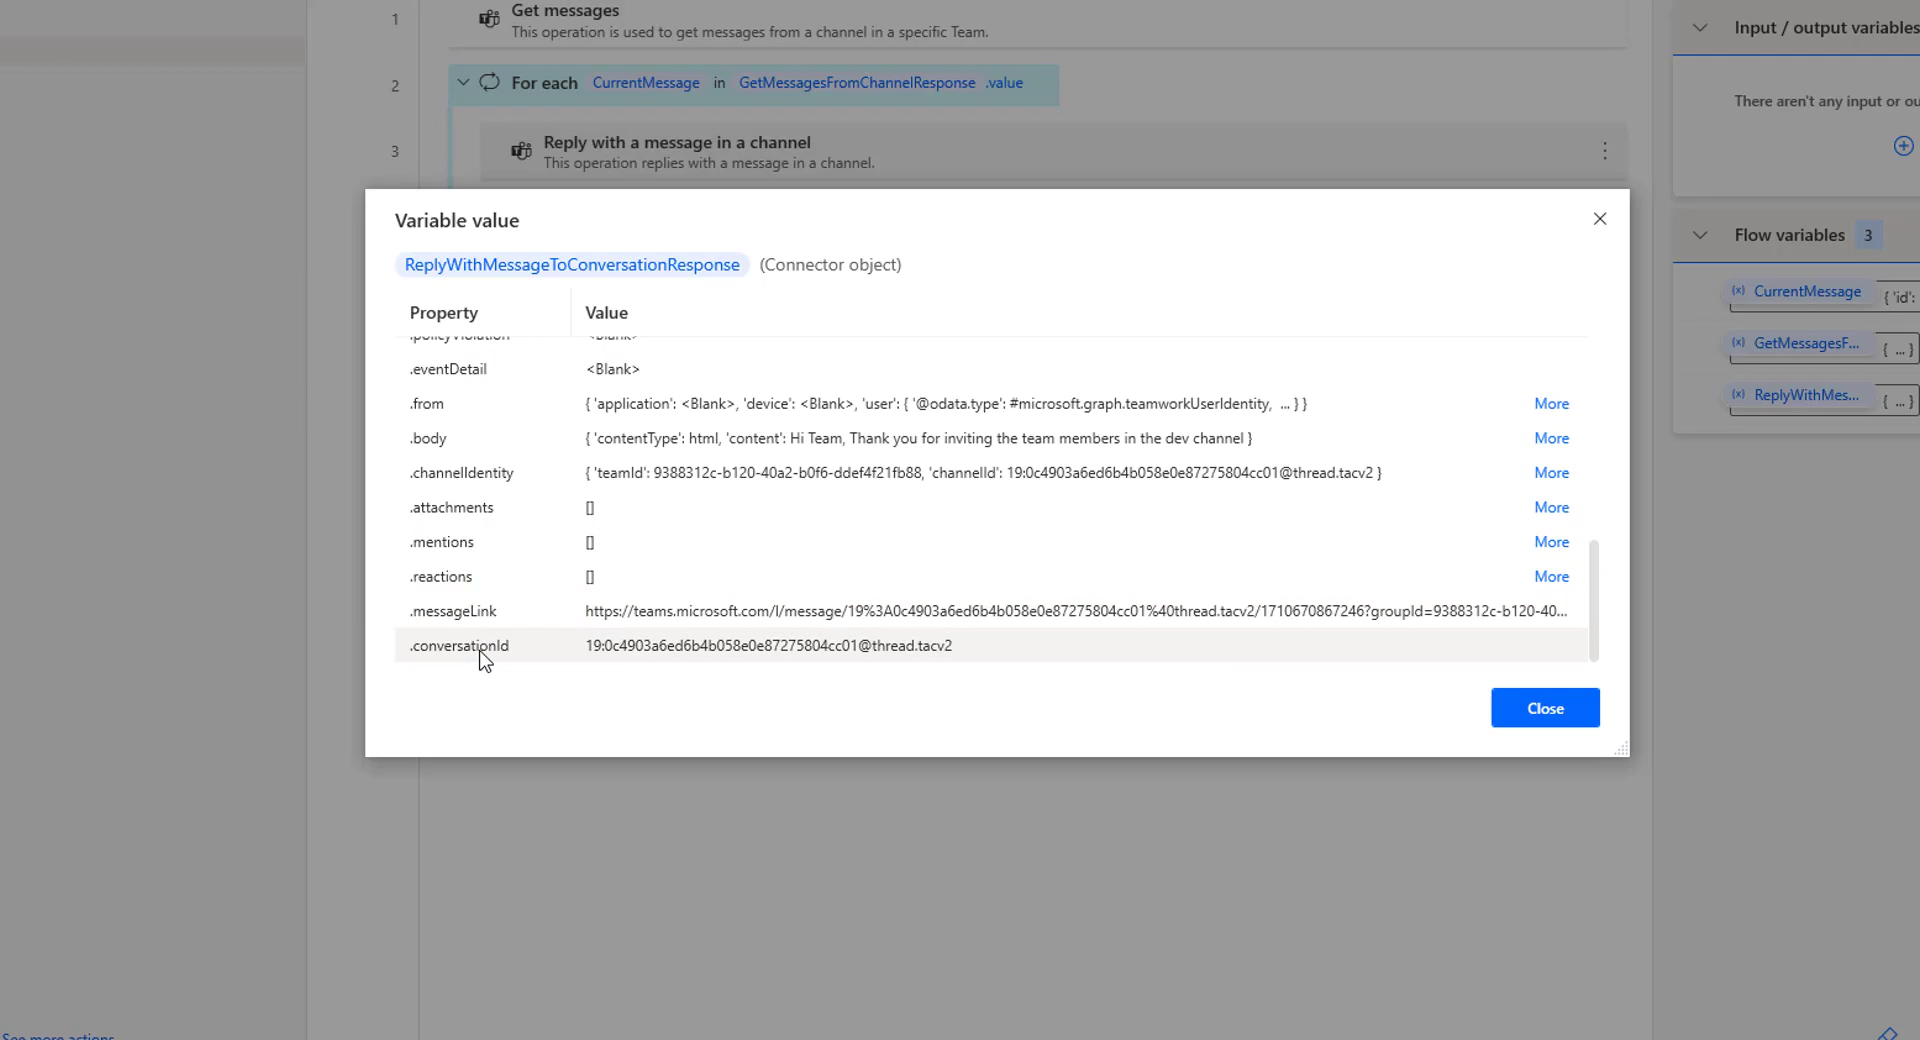 1
Get messages
This operation is used to get messages from a channel in a specific Team.
Input / output variables
2
For each CurrentMessage in GetMessagesFromChannelResponse .value
There aren't any input or ou
3
Reply with a message in a channel
This operation replies with a message in a channel.
Variable value
ReplyWithMessageToConversationResponse (Connector object)
Property Value
.policyViolation <Blank>
.eventDetail <Blank>
.from { 'application': <Blank>, 'device': <Blank>, 'user': { '@odata.type': #microsoft.graph.teamworkUserIdentity, ... } } More
.body { 'contentType': html, 'content': Hi Team, Thank you for inviting the team members in the dev channel } More
.channelIdentity { 'teamId': 9388312c-b120-40a2-b0f6-ddef4f21fb88, 'channelId': 19:0c4903a6ed6b4b058e0e87275804cc01@thread.tacv2 } More
.attachments [] More
.mentions [] More
.reactions [] More
.messageLink https://teams.microsoft.com/l/message/19%3A0c4903a6ed6b4b058e0e87275804cc01%40thread.tacv2/1710670867246?groupId=9388312c-b120-40...
.conversationId 19:0c4903a6ed6b4b058e0e87275804cc01@thread.tacv2
Close
Flow variables 3
(x) CurrentMessage { 'id':
(x) GetMessagesF... { ... }
(x) ReplyWithMes... { ... }
See more actions